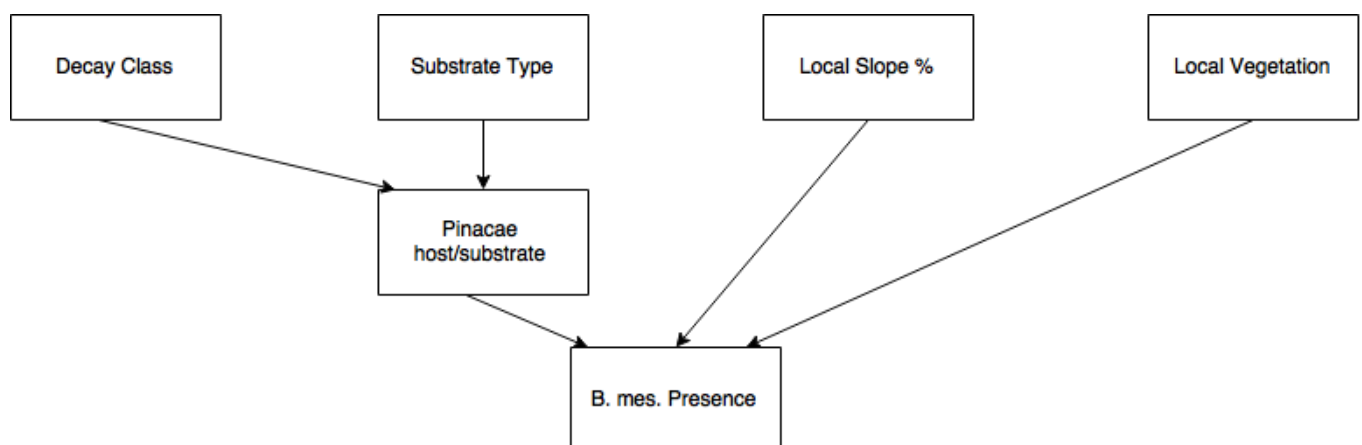 Decay Class
Substrate Type
Local Slope %
Local Vegetation
Pinacae
host/substrate
B. mes. Presence